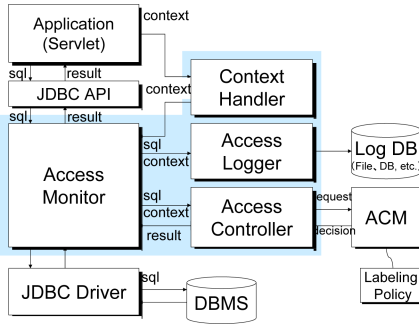 Application
(Servlet)
context
sql
result
JDBC API
sql
result
context
Context
Handler
Access
Monitor
sql
context
Access
Logger
Log DB
(File、DB, etc.)
sql
context
result
Access
Controller
equest
decision
ACM
Labeling
Policy
JDBC Driver
sql
DBMS